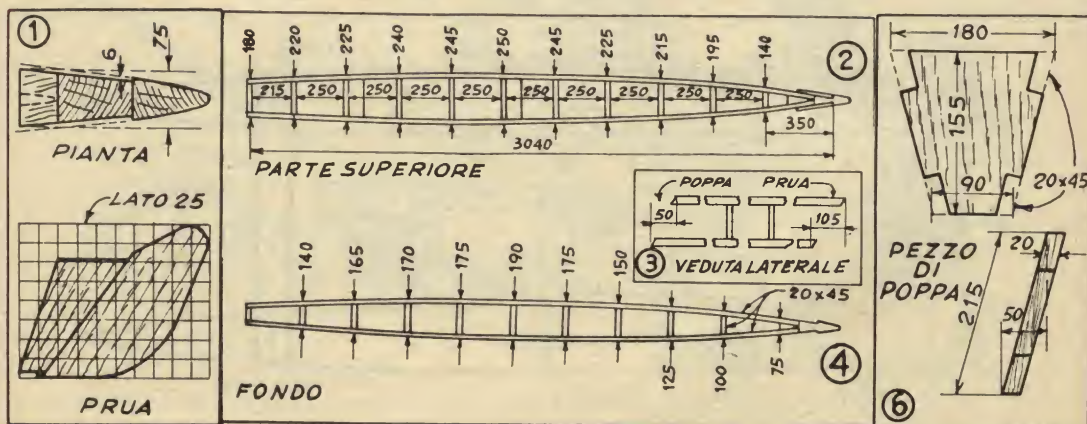 1
6
75
PIANTA
LATO 25
PRUA
180 220 225 240 245 250 245 225 215 195 140
2
215 250 250 250 250 250 250 250 250 250
350
3040
PARTE SUPERIORE
POPPA PRUA
50 105
3 VEDUTA LATERALE
140 165 170 175 190 175 150
20x45
4
125 100 75
FONDO
180
155
90
20x45
PEZZO DI POPPA
20
215
50
6